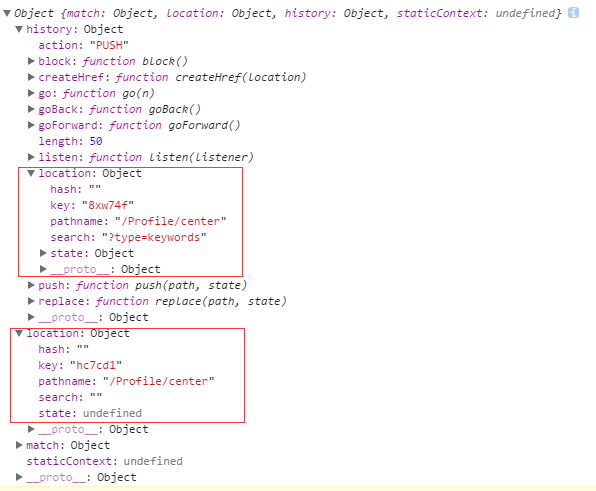 Object {match: Object, location: Object, history: Object, staticContext: undefined} i
history: Object
action: "PUSH"
block: function block()
createHref: function createHref(location)
go: function go(n)
goBack: function goBack()
goForward: function goForward()
length: 50
listen: function listen(listener)
location: Object
hash: ""
key: "8xw74f"
pathname: "/Profile/center"
search: "?type=keywords"
state: Object
__proto__: Object
push: function push(path, state)
replace: function replace(path, state)
__proto__: Object
location: Object
hash: ""
key: "hc7cd1"
pathname: "/Profile/center"
search: ""
state: undefined
__proto__: Object
match: Object
staticContext: undefined
__proto__: Object